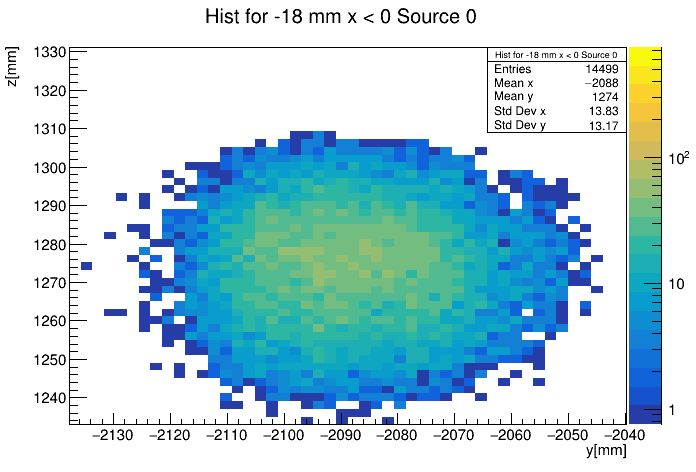 Hist for -18 mm x < 0 Source 0
z[mm]
1330
1320
1310
1300
1290
1280
1270
1260
1250
1240
Hist for -18 mm x < 0 Source 0
Entries 14499
Mean x −2088
Mean y 1274
Std Dev x 13.83
Std Dev y 13.17
10²
10
1
−2130 −2120 −2110 −2100 −2090 −2080 −2070 −2060 −2050 −2040
y[mm]